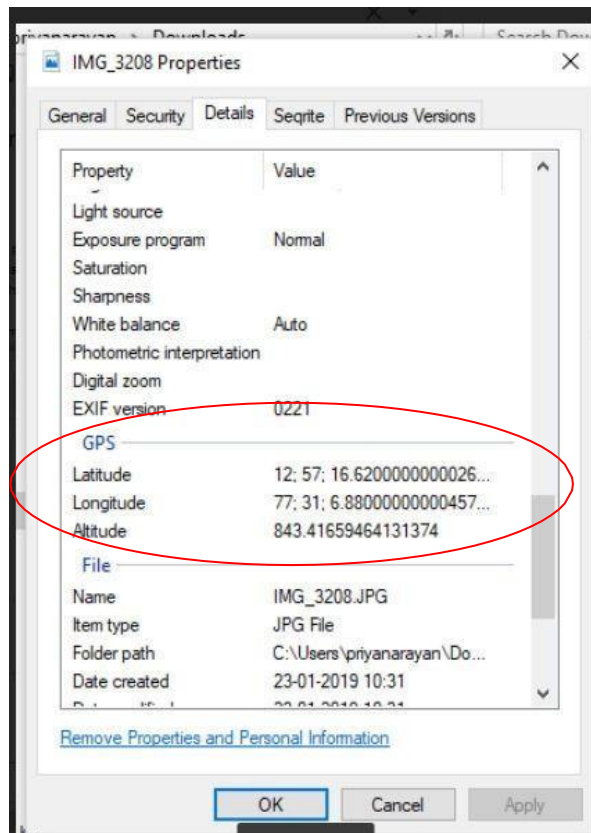 priyanarayan > Downloads
IMG_3208 Properties
General Security Details Seqrite Previous Versions
Property Value
Light source
Exposure program Normal
Saturation
Sharpness
White balance Auto
Photometric interpretation
Digital zoom
EXIF version 0221
GPS
Latitude 12; 57; 16.6200000000026...
Longitude 77; 31; 6.88000000000457...
Altitude 843.41659464131374
File
Name IMG_3208.JPG
Item type JPG File
Folder path C:\Users\priyanarayan\Do...
Date created 23-01-2019 10:31
Remove Properties and Personal Information
OK Cancel Apply